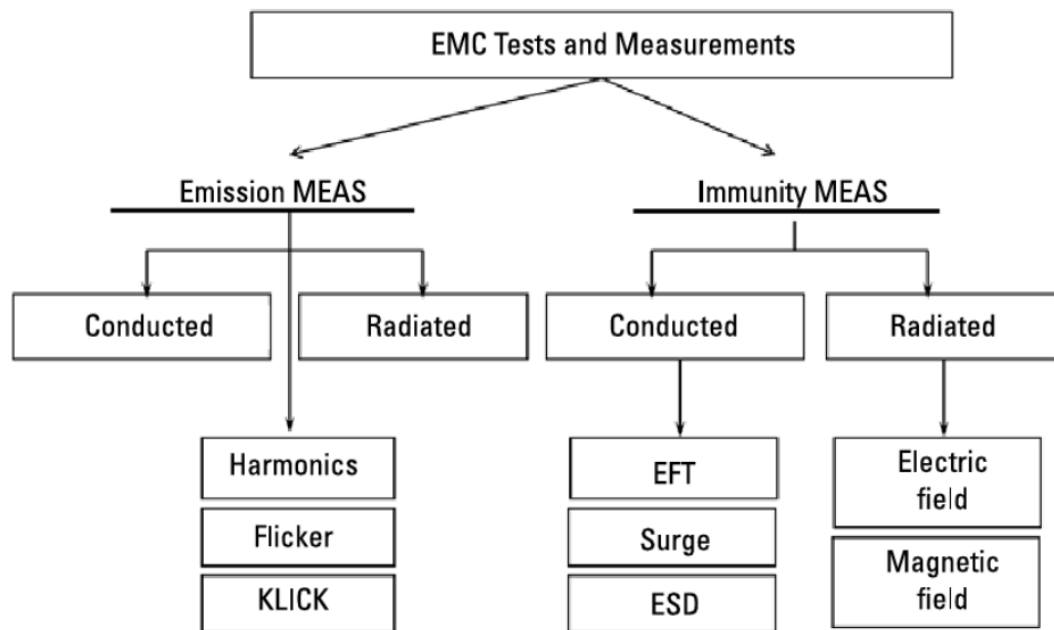 EMC Tests and Measurements
Emission MEAS
Immunity MEAS
Conducted
Radiated
Conducted
Radiated
Harmonics
Flicker
KLICK
EFT
Surge
ESD
Electric
field
Magnetic
field